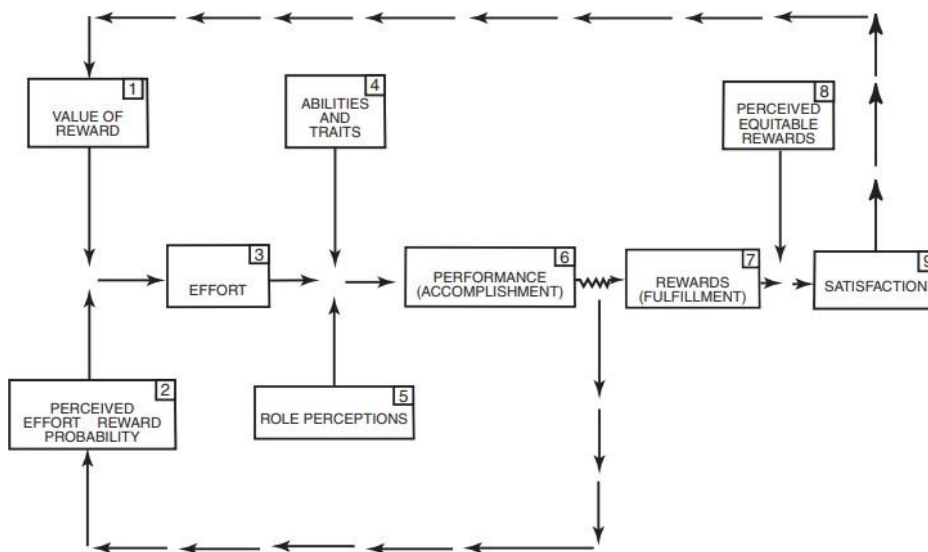 1
VALUE OF
REWARD
4
ABILITIES
AND
TRAITS
8
PERCEIVED
EQUITABLE
REWARDS
3
EFFORT
6
PERFORMANCE
(ACCOMPLISHMENT)
7
REWARDS
(FULFILLMENT)
9
SATISFACTION
2
PERCEIVED
EFFORT REWARD
PROBABILITY
5
ROLE PERCEPTIONS